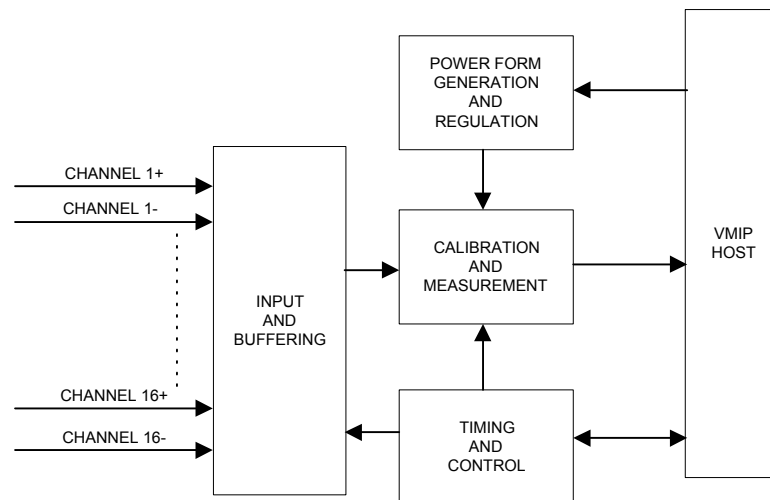 POWER FORM
GENERATION
AND
REGULATION
CHANNEL 1+
CHANNEL 1-
CALIBRATION
AND
MEASUREMENT
VMIP
HOST
INPUT
AND
BUFFERING
CHANNEL 16+
CHANNEL 16-
TIMING
AND
CONTROL